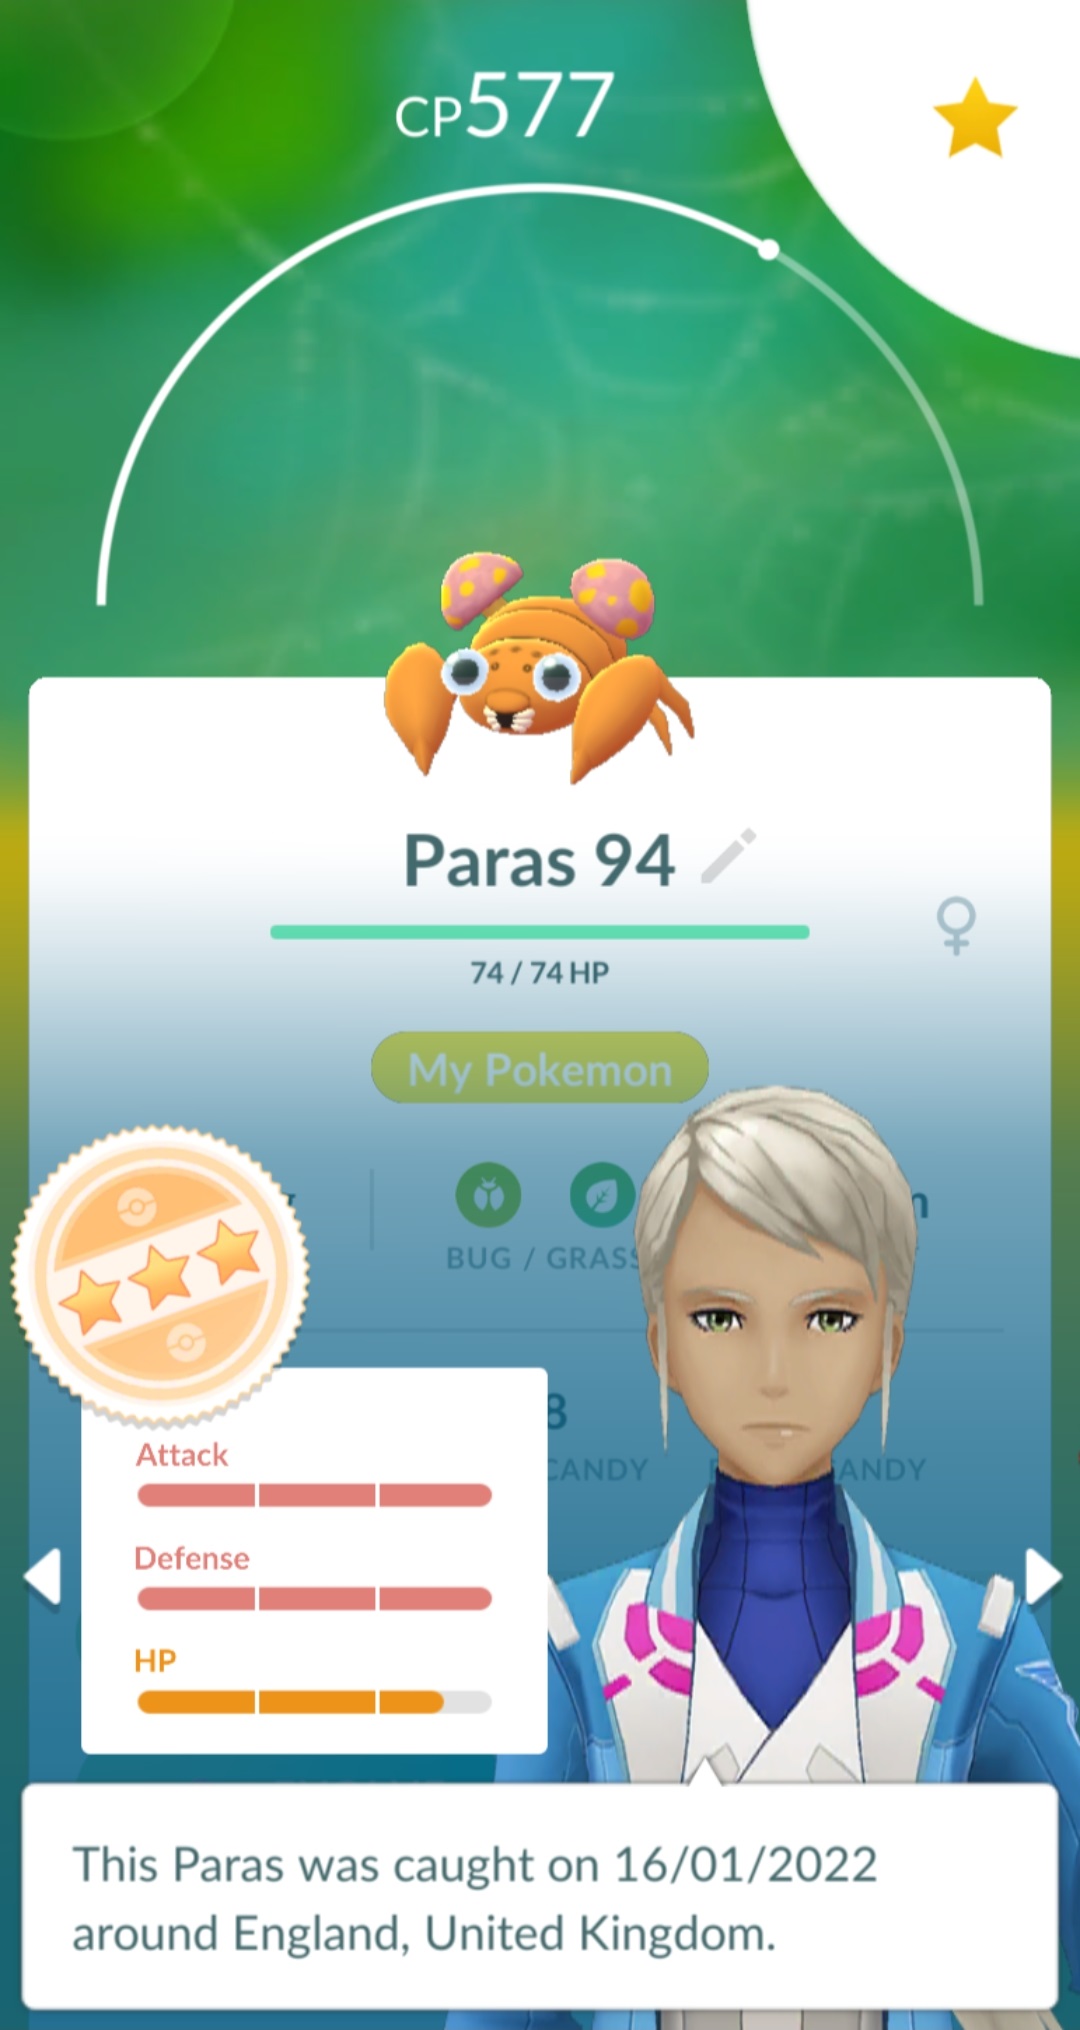 CP577
Paras 94
74 / 74 HP
My Pokemon
BUG / GRASS
8
CANDY
ANDY
Attack
Defense
HP
This Paras was caught on 16/01/2022
around England, United Kingdom.